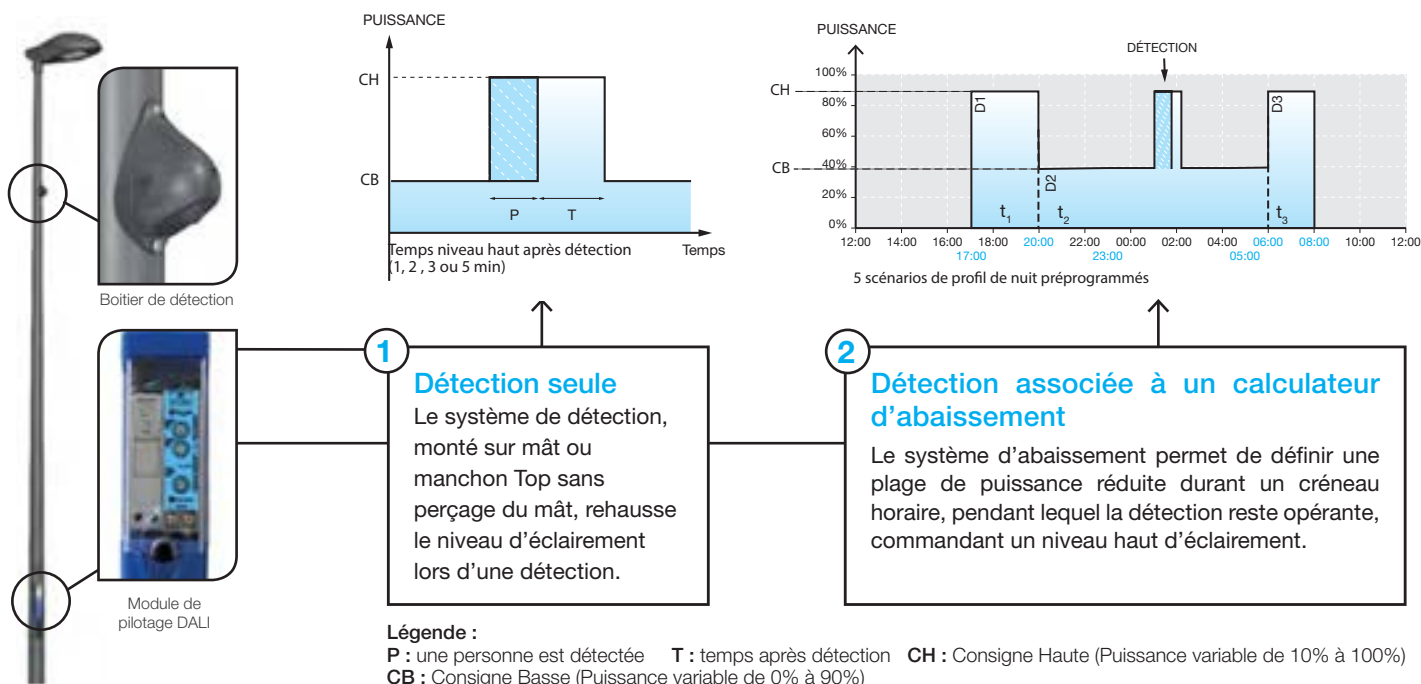 PUISSANCE
CH
CB
P
T
Temps niveau haut après détection
(1, 2 , 3 ou 5 min)
Temps
PUISSANCE
DÉTECTION
100%
CH
80%
60%
CB
40%
20%
0%
D1
D2
D3
t1
t2
t3
12:00 14:00 16:00 18:00 20:00 22:00 00:00 02:00 04:00 06:00 08:00 10:00 12:00
17:00 23:00 05:00
5 scénarios de profil de nuit préprogrammés
Boitier de détection
Module de
pilotage DALI
1
Détection seule
Le système de détection,
monté sur mât ou
manchon Top sans
perçage du mât, rehausse
le niveau d'éclairement
lors d'une détection.
2
Détection associée à un calculateur
d'abaissement
Le système d'abaissement permet de définir une
plage de puissance réduite durant un créneau
horaire, pendant lequel la détection reste opérante,
commandant un niveau haut d'éclairement.
Légende :
P : une personne est détectée T : temps après détection CH : Consigne Haute (Puissance variable de 10% à 100%)
CB : Consigne Basse (Puissance variable de 0% à 90%)